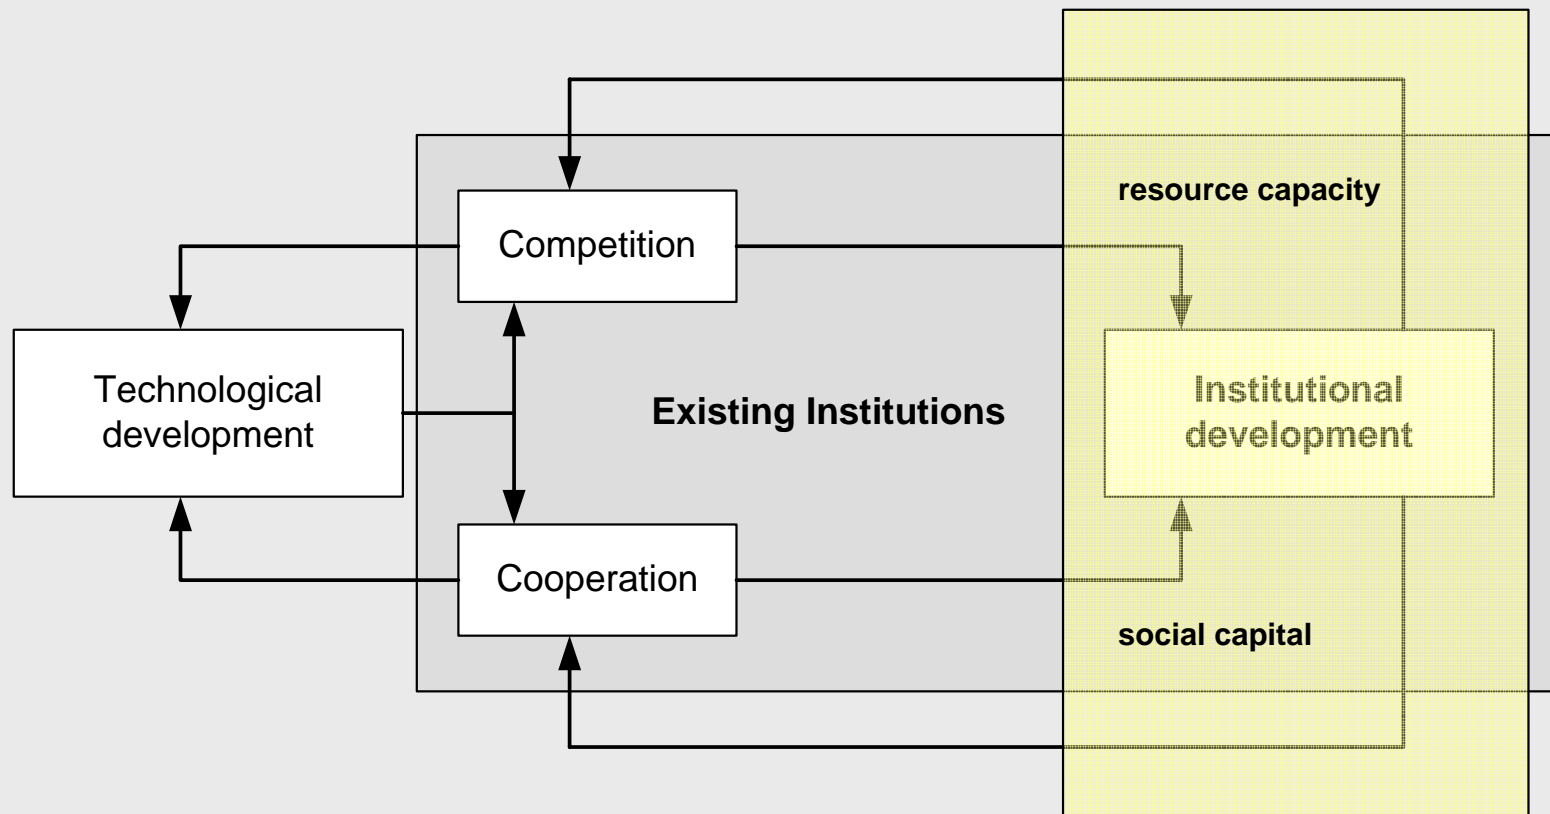 resource capacity
Competition
Technological
development
Existing Institutions
Institutional
development
Cooperation
social capital